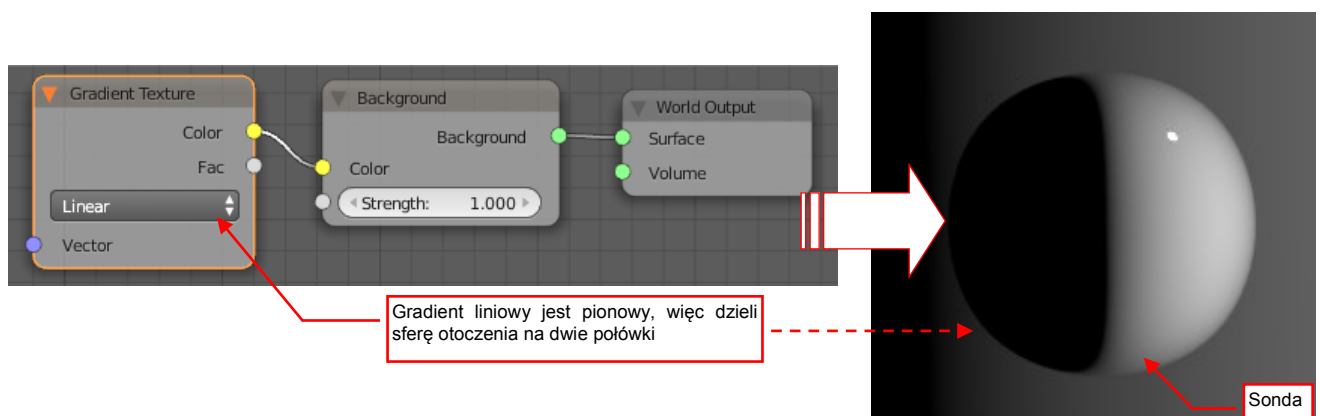 Gradient Texture
Color
Fac
Linear
Vector
Background
Background
Color
Strength: 1.000
World Output
Surface
Volume
Gradient liniowy jest pionowy, więc dzieli
sferę otoczenia na dwie połówki
Sonda